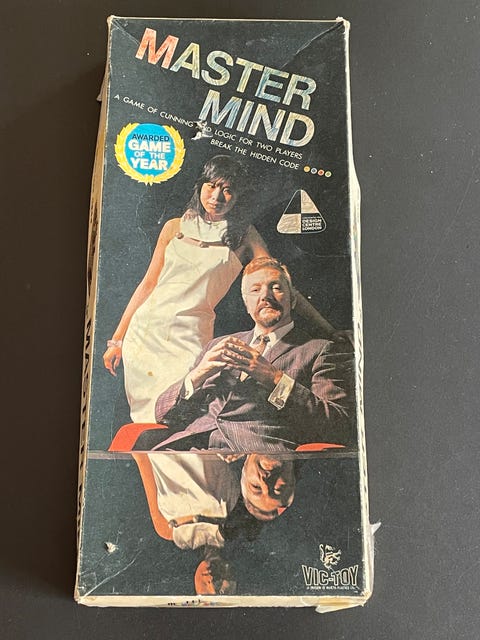 MASTER
MIND
A GAME OF CUNNING AND LOGIC FOR TWO PLAYERS
BREAK THE HIDDEN CODE
AWARDED
GAME
OF THE
YEAR
DESIGN
CENTRE
LONDON
VIC-TOY